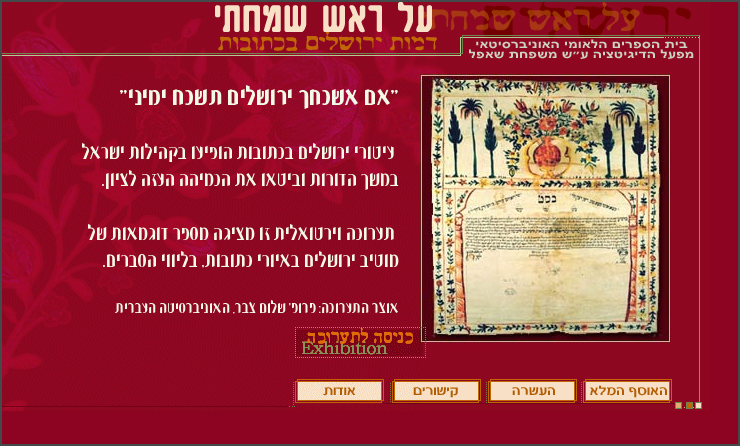 על ראש שמחתי
דמות ירושלים בכתובות
בית הספרים הלאומי האוניברסיטאי
מפעל הדיגיטציה ע״ש משפחת שאפל
"אם אשכחך ירושלים תשכח ימיני"
עיטורי ירושלים בכתובות הופיעו בקהילות ישראל
במשך הדורות וביטאו את הכמיהה העזה לציון.
תערוכה וירטואלית זו מציגה מספר דוגמאות של
מוטיב ירושלים באיורי כתובות, בליווי הסברים.
אוצר התערוכה: פרופ' שלום צבר, האוניברסיטה העברית
כניסה לתערוכה
Exhibition
האוסף המלא
העשרה
קישורים
אודות